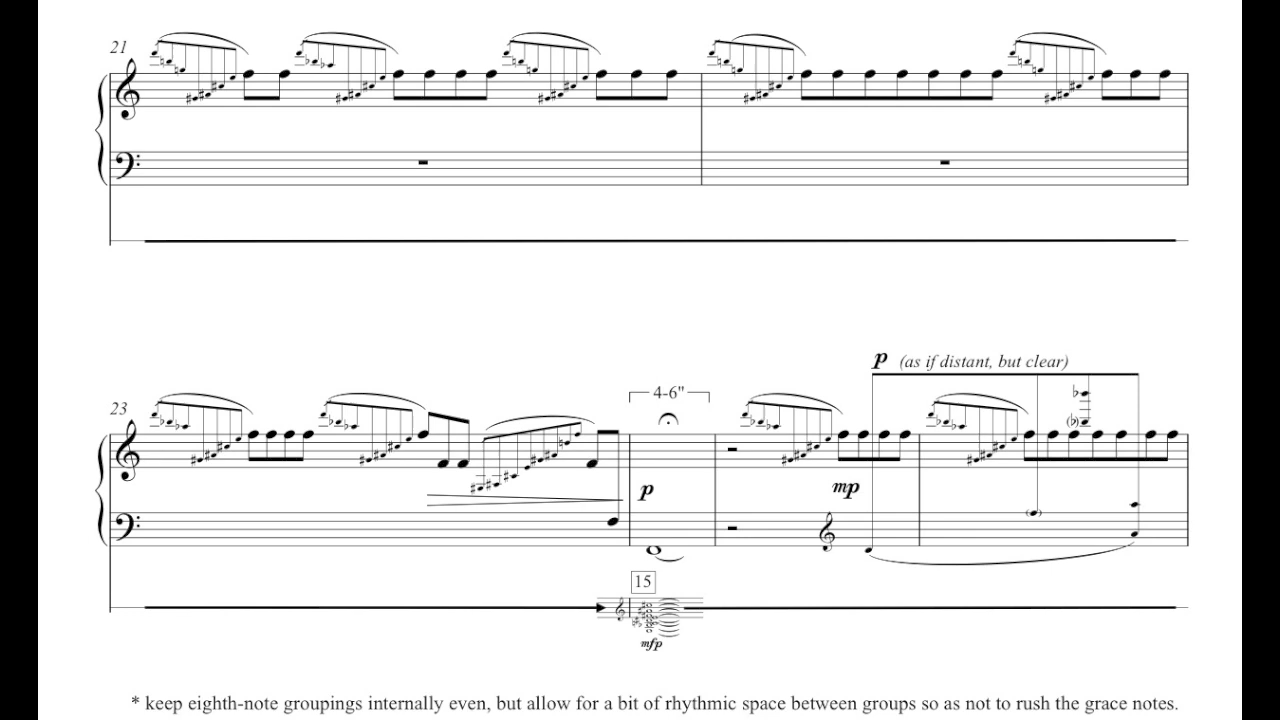 21
23
p (as if distant, but clear)
4-6"
p
mp
15
mfp
* keep eighth-note groupings internally even, but allow for a bit of rhythmic space between groups so as not to rush the grace notes.